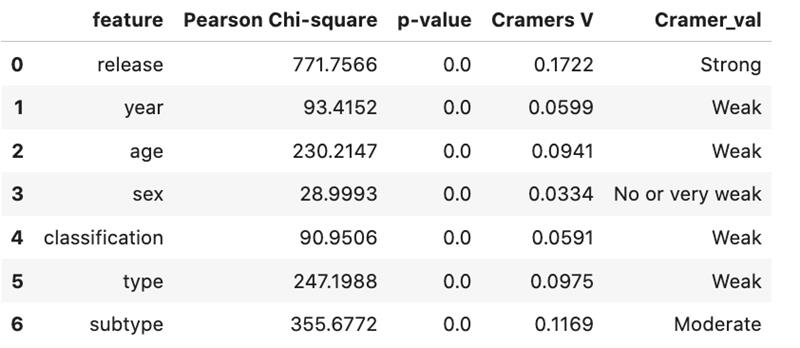 feature Pearson Chi-square p-value Cramers V Cramer_val
0 release 771.7566 0.0 0.1722 Strong
1 year 93.4152 0.0 0.0599 Weak
2 age 230.2147 0.0 0.0941 Weak
3 sex 28.9993 0.0 0.0334 No or very weak
4 classification 90.9506 0.0 0.0591 Weak
5 type 247.1988 0.0 0.0975 Weak
6 subtype 355.6772 0.0 0.1169 Moderate